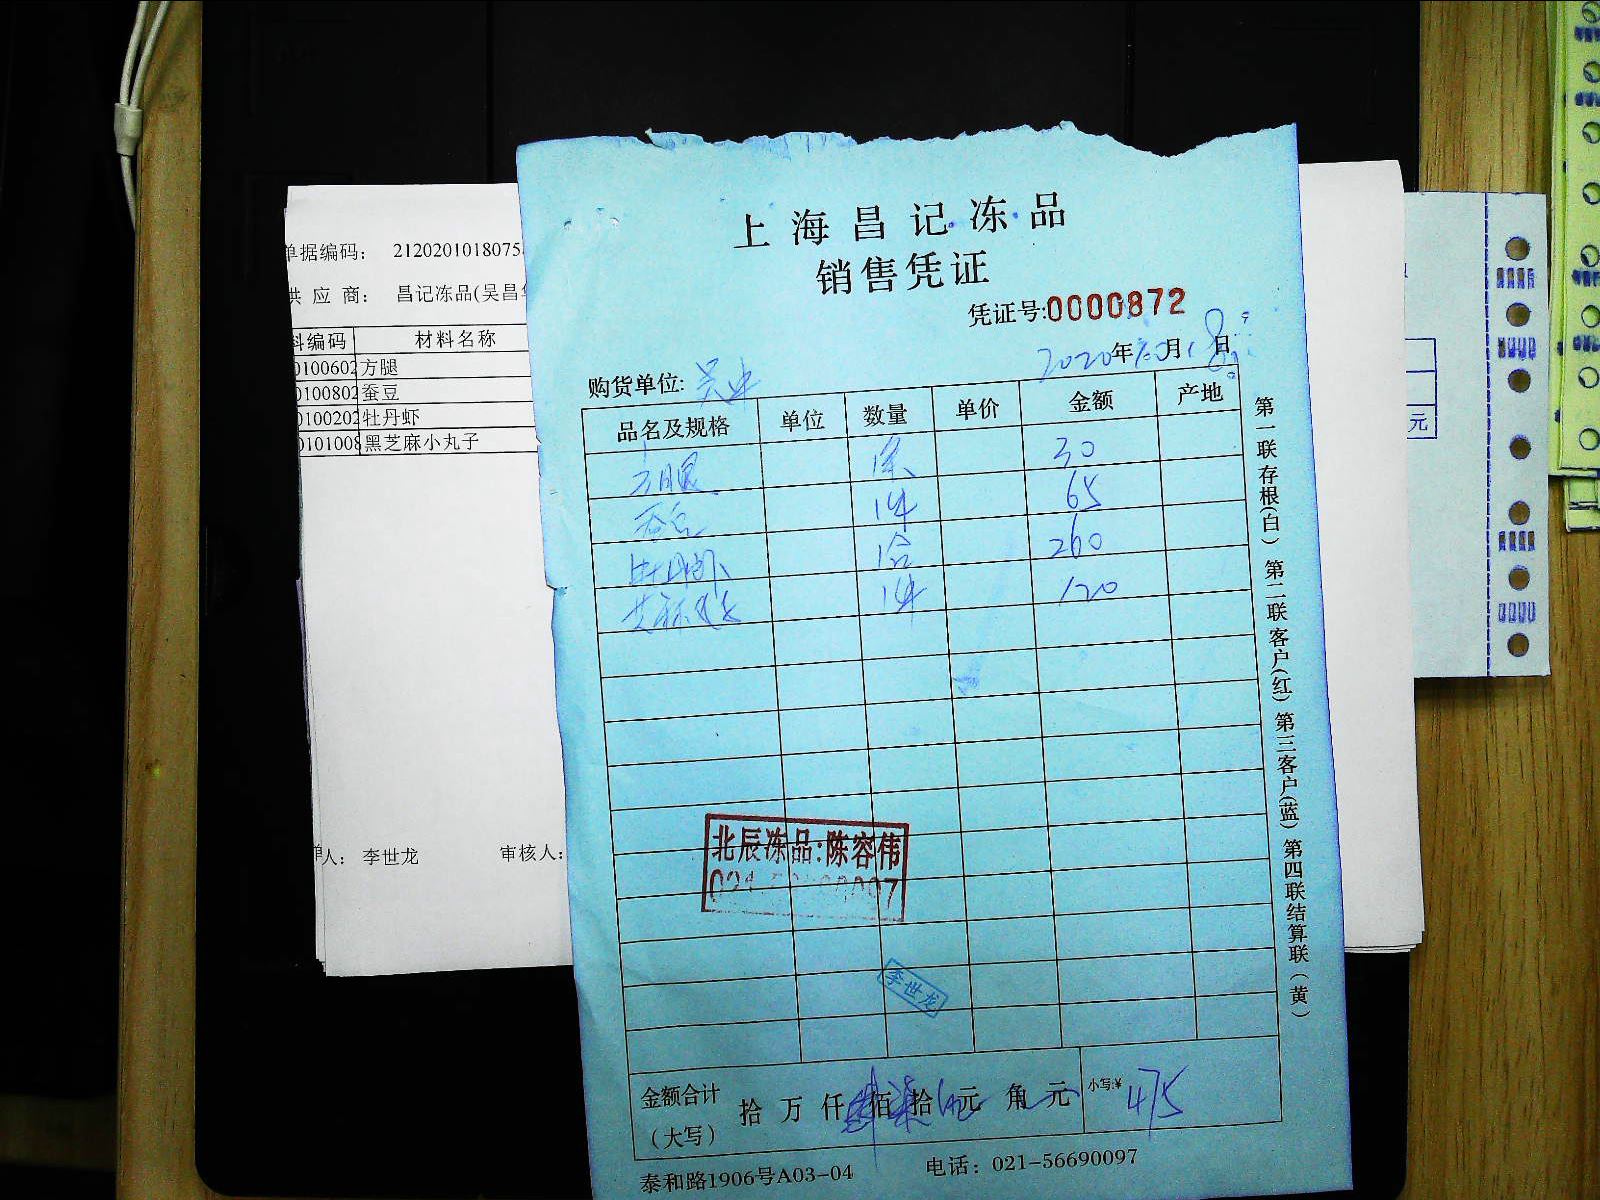 单据编码： 2120201018075
供 应 商： 昌记冻品(吴昌
料编码 材料名称
0100602 方腿
0100802 蚕豆
0100202 牡丹虾
0101008 黑芝麻小丸子
人： 李世龙 审核人：
上海昌记冻品
销售凭证
凭证号:0000872
2020年10月18日
购货单位:
品名及规格 单位 数量 单价 金额 产地
方腿 1条 30
1件 65
牡丹虾 1合 260
芝麻 1件 120
北辰冻品:陈容伟
李世龙
金额合计
（大写）
拾 万 仟 佰 柒 拾 伍 元 角 元
小写:¥ 475
泰和路1906号A03-04 电话：021-56690097
第一联存根(白) 第二联客户(红) 第三客户(蓝) 第四联结算联(黄)
元